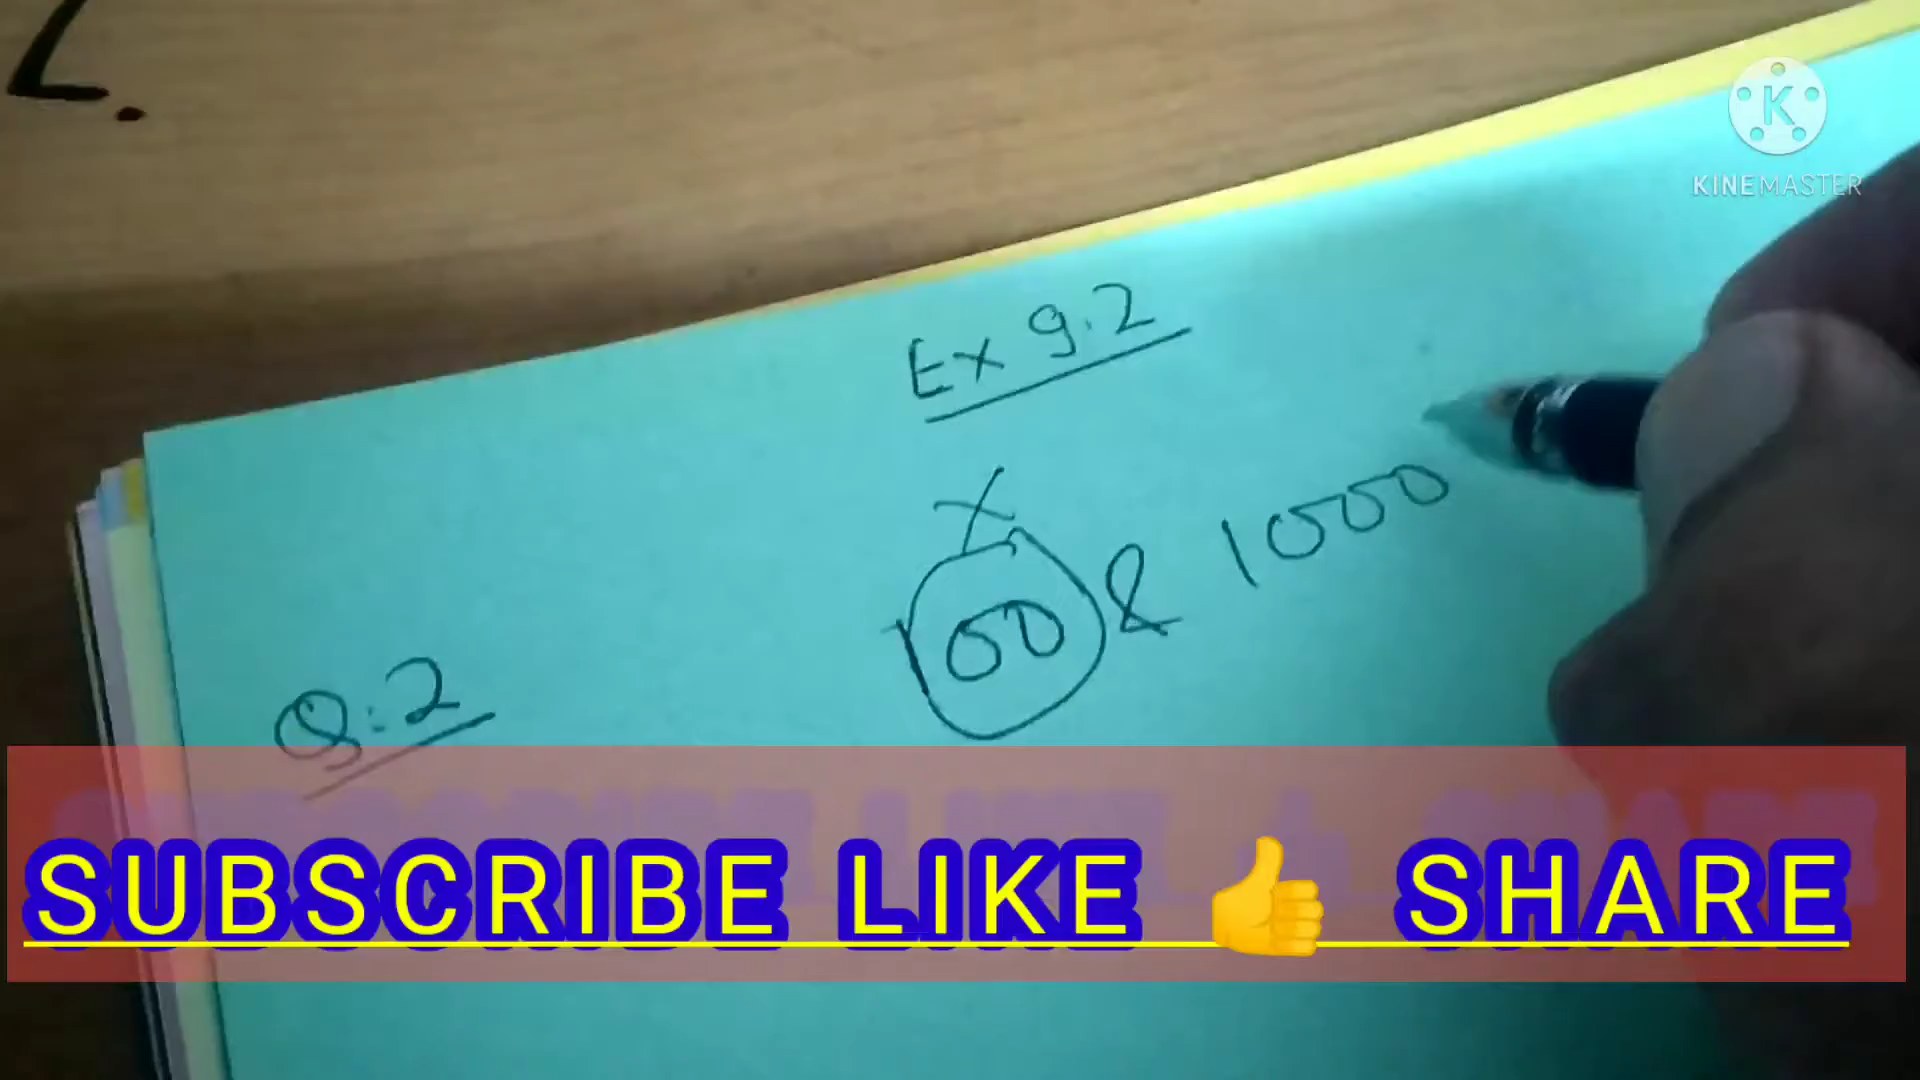 KINEMASTER
Ex 9.2
X
100 & 1000
Q.2
SUBSCRIBE LIKE 👍 SHARE